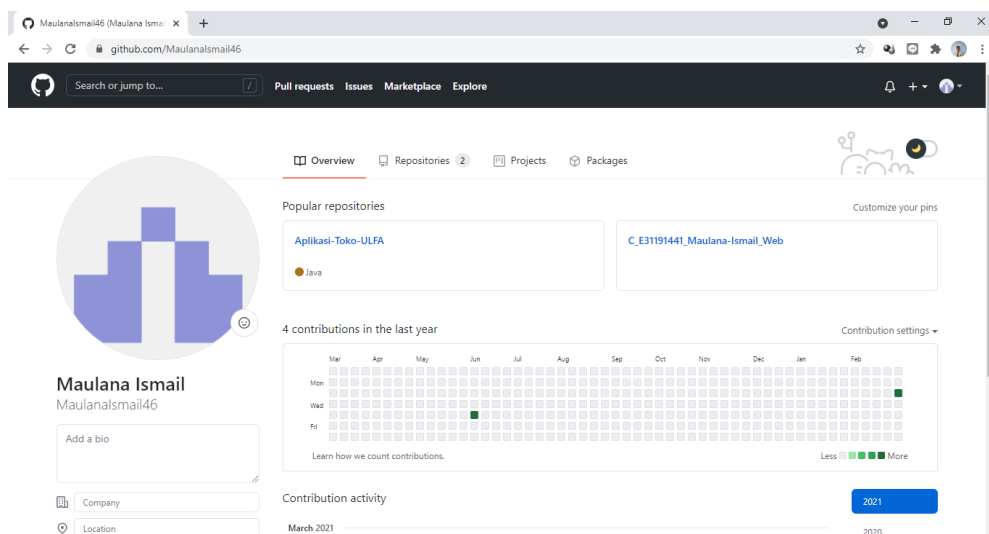 MaulanaIsmail46 (Maulana Ismai
github.com/MaulanaIsmail46
Search or jump to...
/
Pull requests Issues Marketplace Explore
Overview
Repositories 2
Projects
Packages
Popular repositories
Customize your pins
Aplikasi-Toko-ULFA
Java
C_E31191441_Maulana-Ismail_Web
4 contributions in the last year
Contribution settings
Mar Apr May Jun Jul Aug Sep Oct Nov Dec Jan Feb
Mon
Wed
Fri
Learn how we count contributions.
Less More
Maulana Ismail
MaulanaIsmail46
Add a bio
Company
Location
Contribution activity
2021
March 2021
2020